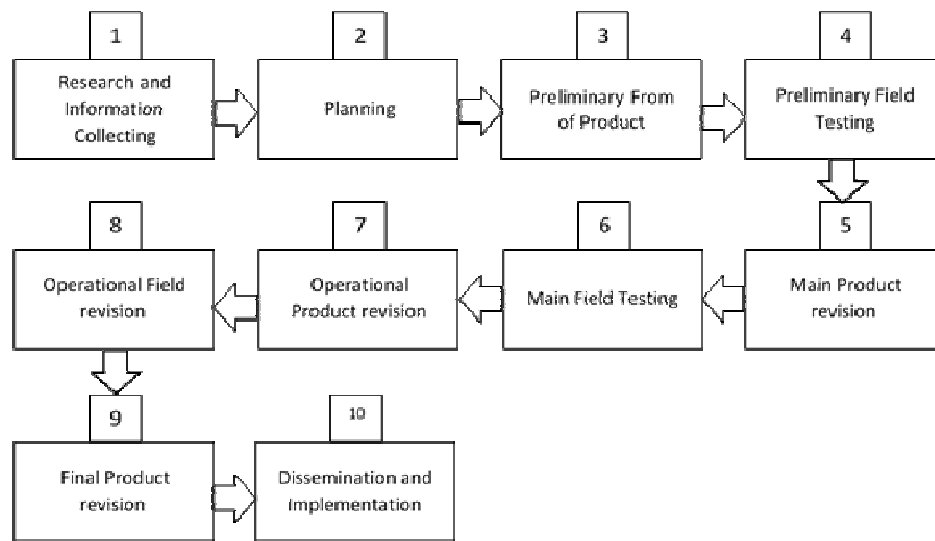 1
Research and
Information
Collecting
2
Planning
3
Preliminary From
of Product
4
Preliminary Field
Testing
5
Main Product
revision
6
Main Field Testing
7
Operational
Product revision
8
Operational Field
revision
9
Final Product
revision
10
Dissemination and
Implementation